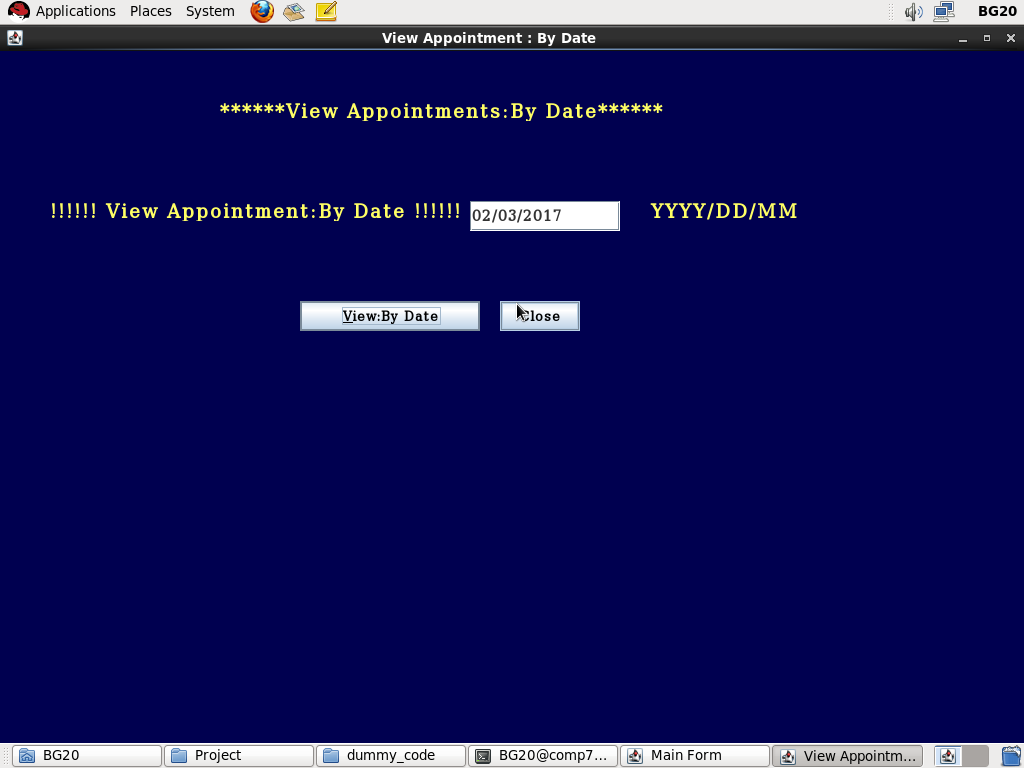 Applications Places System BG20
View Appointment : By Date
******View Appointments:By Date******
!!!!!! View Appointment:By Date !!!!!! 02/03/2017 YYYY/DD/MM
View:By Date Close
BG20 Project dummy_code BG20@comp7... Main Form View Appointm...